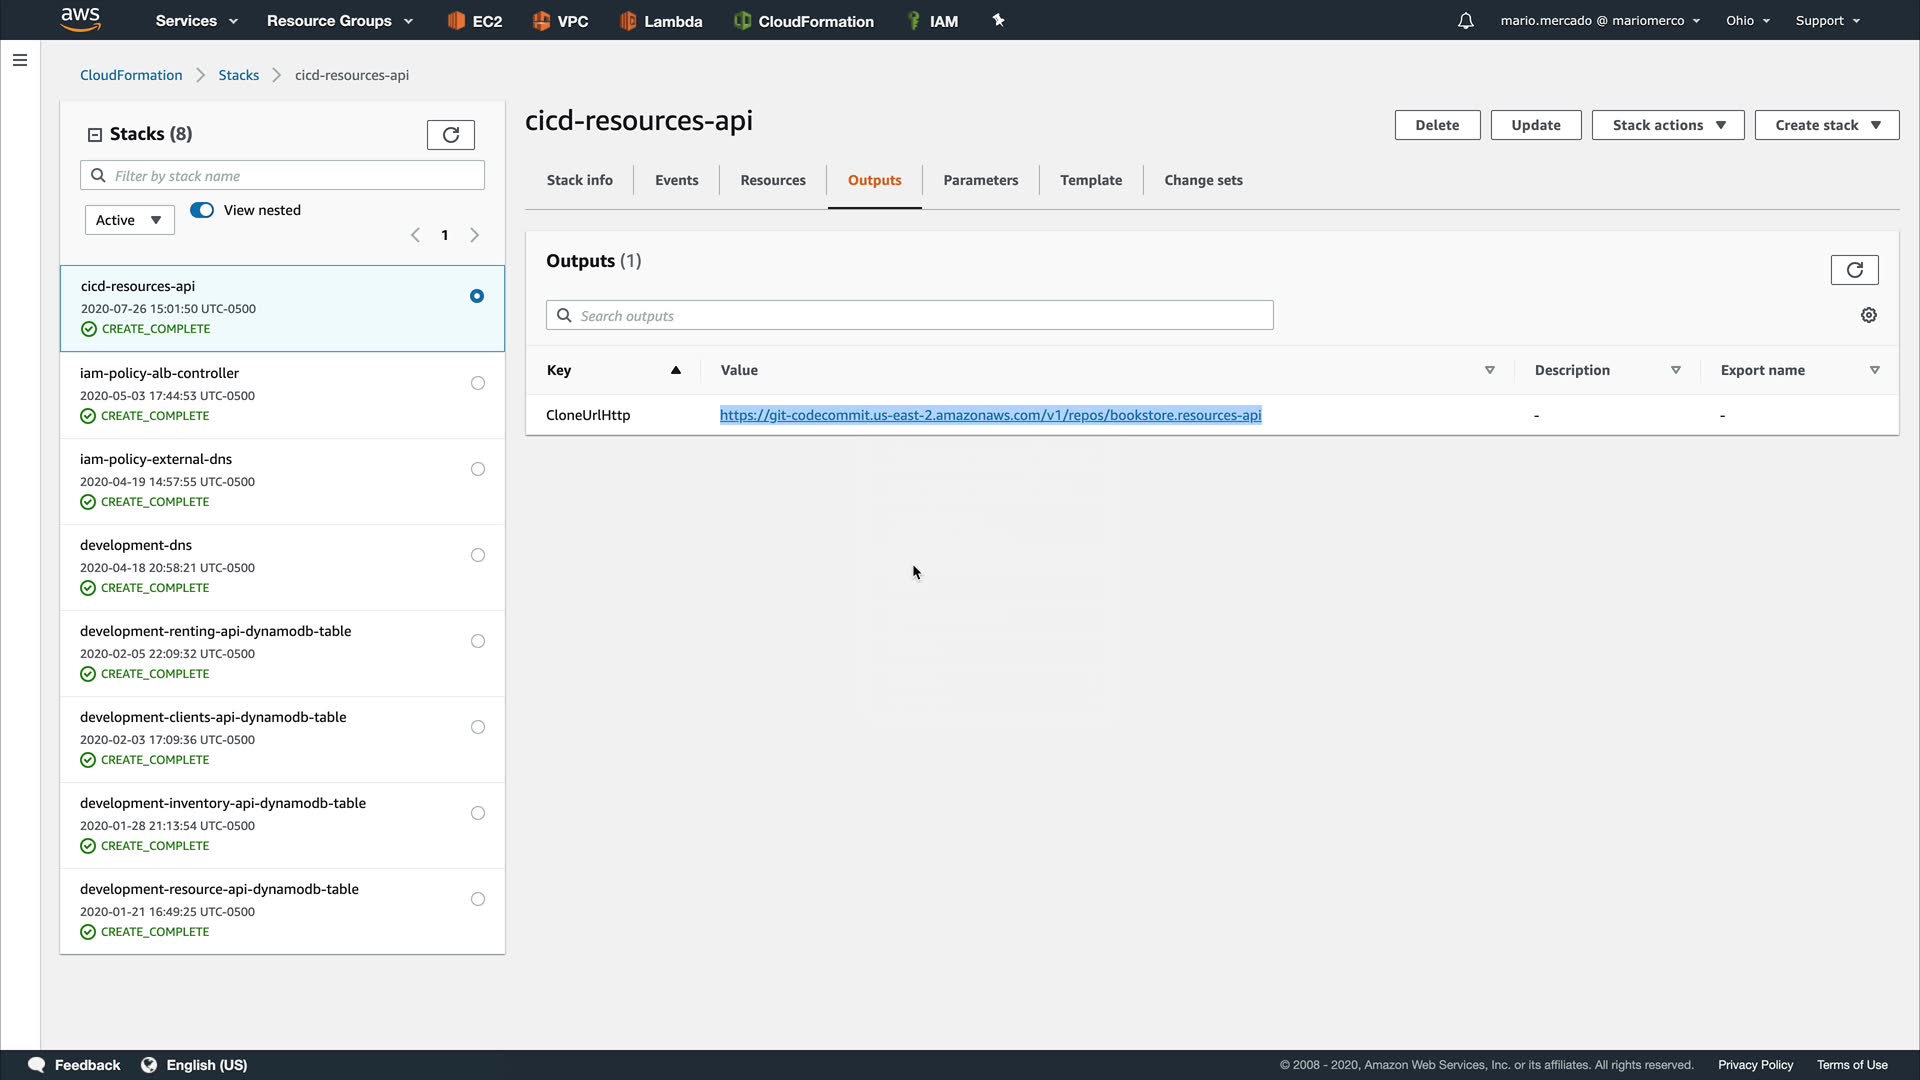 aws Services Resource Groups EC2 VPC Lambda CloudFormation IAM mario.mercado @ mariomerco Ohio Support
CloudFormation Stacks cicd-resources-api
Stacks (8)
Filter by stack name
Active View nested
1
cicd-resources-api
2020-07-26 15:01:50 UTC-0500
CREATE_COMPLETE
iam-policy-alb-controller
2020-05-03 17:44:53 UTC-0500
CREATE_COMPLETE
iam-policy-external-dns
2020-04-19 14:57:55 UTC-0500
CREATE_COMPLETE
development-dns
2020-04-18 20:58:21 UTC-0500
CREATE_COMPLETE
development-renting-api-dynamodb-table
2020-02-05 22:09:32 UTC-0500
CREATE_COMPLETE
development-clients-api-dynamodb-table
2020-02-03 17:09:36 UTC-0500
CREATE_COMPLETE
development-inventory-api-dynamodb-table
2020-01-28 21:13:54 UTC-0500
CREATE_COMPLETE
development-resource-api-dynamodb-table
2020-01-21 16:49:25 UTC-0500
CREATE_COMPLETE
cicd-resources-api
Delete Update Stack actions Create stack
Stack info Events Resources Outputs Parameters Template Change sets
Outputs (1)
Search outputs
Key Value Description Export name
CloneUrlHttp https://git-codecommit.us-east-2.amazonaws.com/v1/repos/bookstore.resources-api - -
Feedback English (US) © 2008 - 2020, Amazon Web Services, Inc. or its affiliates. All rights reserved. Privacy Policy Terms of Use